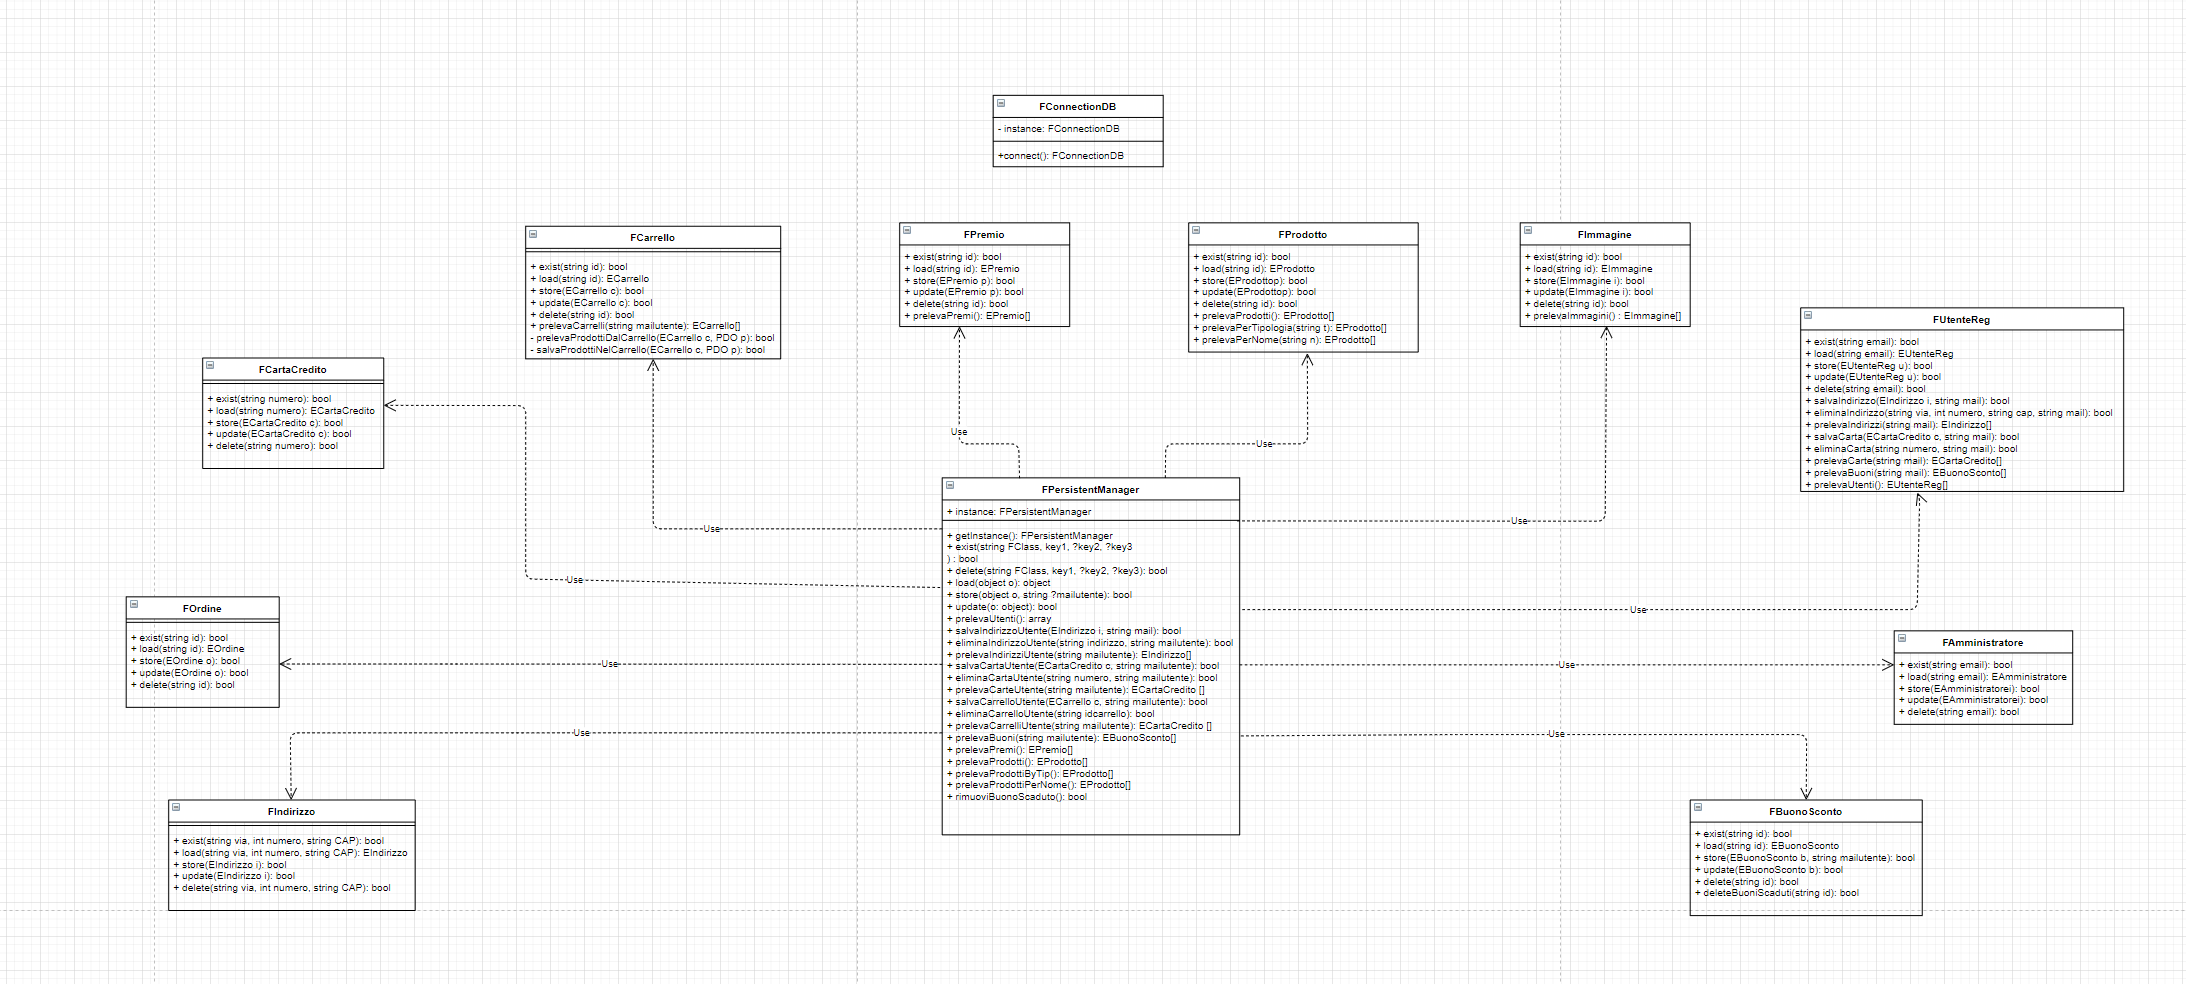 FConnectionDB
- instance: FConnectionDB
+connect(): FConnectionDB
FCarrello
+ exist(string id): bool
+ load(string id): ECarrello
+ store(ECarrello c): bool
+ update(ECarrello c): bool
+ delete(string id): bool
+ prelevaCarrelli(string mailutente): ECarrello[]
- prelevaProdottiDalCarrello(ECarrello c, PDO p): bool
- salvaProdottiNelCarrello(ECarrello c, PDO p): bool
FPremio
+ exist(string id): bool
+ load(string id): EPremio
+ store(EPremio p): bool
+ update(EPremio p): bool
+ delete(string id): bool
+ prelevaPremi(): EPremio[]
FProdotto
+ exist(string id): bool
+ load(string id): EProdotto
+ store(EProdottop): bool
+ update(EProdottop): bool
+ delete(string id): bool
+ prelevaProdotti(): EProdotto[]
+ prelevaPerTipologia(string t): EProdotto[]
+ prelevaPerNome(string n): EProdotto[]
FImmagine
+ exist(string id): bool
+ load(string id): EImmagine
+ store(EImmagine i): bool
+ update(EImmagine i): bool
+ delete(string id): bool
+ prelevaImmagini() : EImmagine[]
FUtenteReg
+ exist(string email): bool
+ load(string email): EUtenteReg
+ store(EUtenteReg u): bool
+ update(EUtenteReg u): bool
+ delete(string email): bool
+ salvaIndirizzo(EIndirizzo i, string mail): bool
+ eliminaIndirizzo(string via, int numero, string cap, string mail): bool
+ prelevaIndirizzi(string mail): EIndirizzo[]
+ salvaCarta(ECartaCredito c, string mail): bool
+ eliminaCarta(string numero, string mail): bool
+ prelevaCarte(string mail): ECartaCredito[]
+ prelevaBuoni(string mail): EBuonoSconto[]
+ prelevaUtenti(): EUtenteReg[]
FCartaCredito
+ exist(string numero): bool
+ load(string numero): ECartaCredito
+ store(ECartaCredito c): bool
+ update(ECartaCredito c): bool
+ delete(string numero): bool
Use
Use
Use
Use
Use
Use
Use
Use
Use
Use
FPersistentManager
+ instance: FPersistentManager
+ getInstance(): FPersistentManager
+ exist(string FClass, key1, ?key2, ?key3
) : bool
+ delete(string FClass, key1, ?key2, ?key3): bool
+ load(object o): object
+ store(object o, string ?mailutente): bool
+ update(o: object): bool
+ prelevaUtenti(): array
+ salvaIndirizzoUtente(EIndirizzo i, string mail): bool
+ eliminaIndirizzoUtente(string indirizzo, string mailutente): bool
+ prelevaIndirizziUtente(string mailutente): EIndirizzo[]
+ salvaCartaUtente(ECartaCredito c, string mailutente): bool
+ eliminaCartaUtente(string numero, string mailutente): bool
+ prelevaCarteUtente(string mailutente): ECartaCredito []
+ salvaCarrelloUtente(ECarrello c, string mailutente): bool
+ eliminaCarrelloUtente(string idcarrello): bool
+ prelevaCarrelliUtente(string mailutente): ECartaCredito []
+ prelevaBuoni(string mailutente): EBuonoSconto[]
+ prelevaPremi(): EPremio[]
+ prelevaProdotti(): EProdotto[]
+ prelevaProdottiByTip(): EProdotto[]
+ prelevaProdottiPerNome(): EProdotto[]
+ rimuoviBuonoScaduto(): bool
FOrdine
+ exist(string id): bool
+ load(string id): EOrdine
+ store(EOrdine o): bool
+ update(EOrdine o): bool
+ delete(string id): bool
FAmministratore
+ exist(string email): bool
+ load(string email): EAmministratore
+ store(EAmministratorei): bool
+ update(EAmministratorei): bool
+ delete(string email): bool
FIndirizzo
+ exist(string via, int numero, string CAP): bool
+ load(string via, int numero, string CAP): EIndirizzo
+ store(EIndirizzo i): bool
+ update(EIndirizzo i): bool
+ delete(string via, int numero, string CAP): bool
FBuonoSconto
+ exist(string id): bool
+ load(string id): EBuonoSconto
+ store(EBuonoSconto b, string mailutente): bool
+ update(EBuonoSconto b): bool
+ delete(string id): bool
+ deleteBuoniScaduti(string id): bool